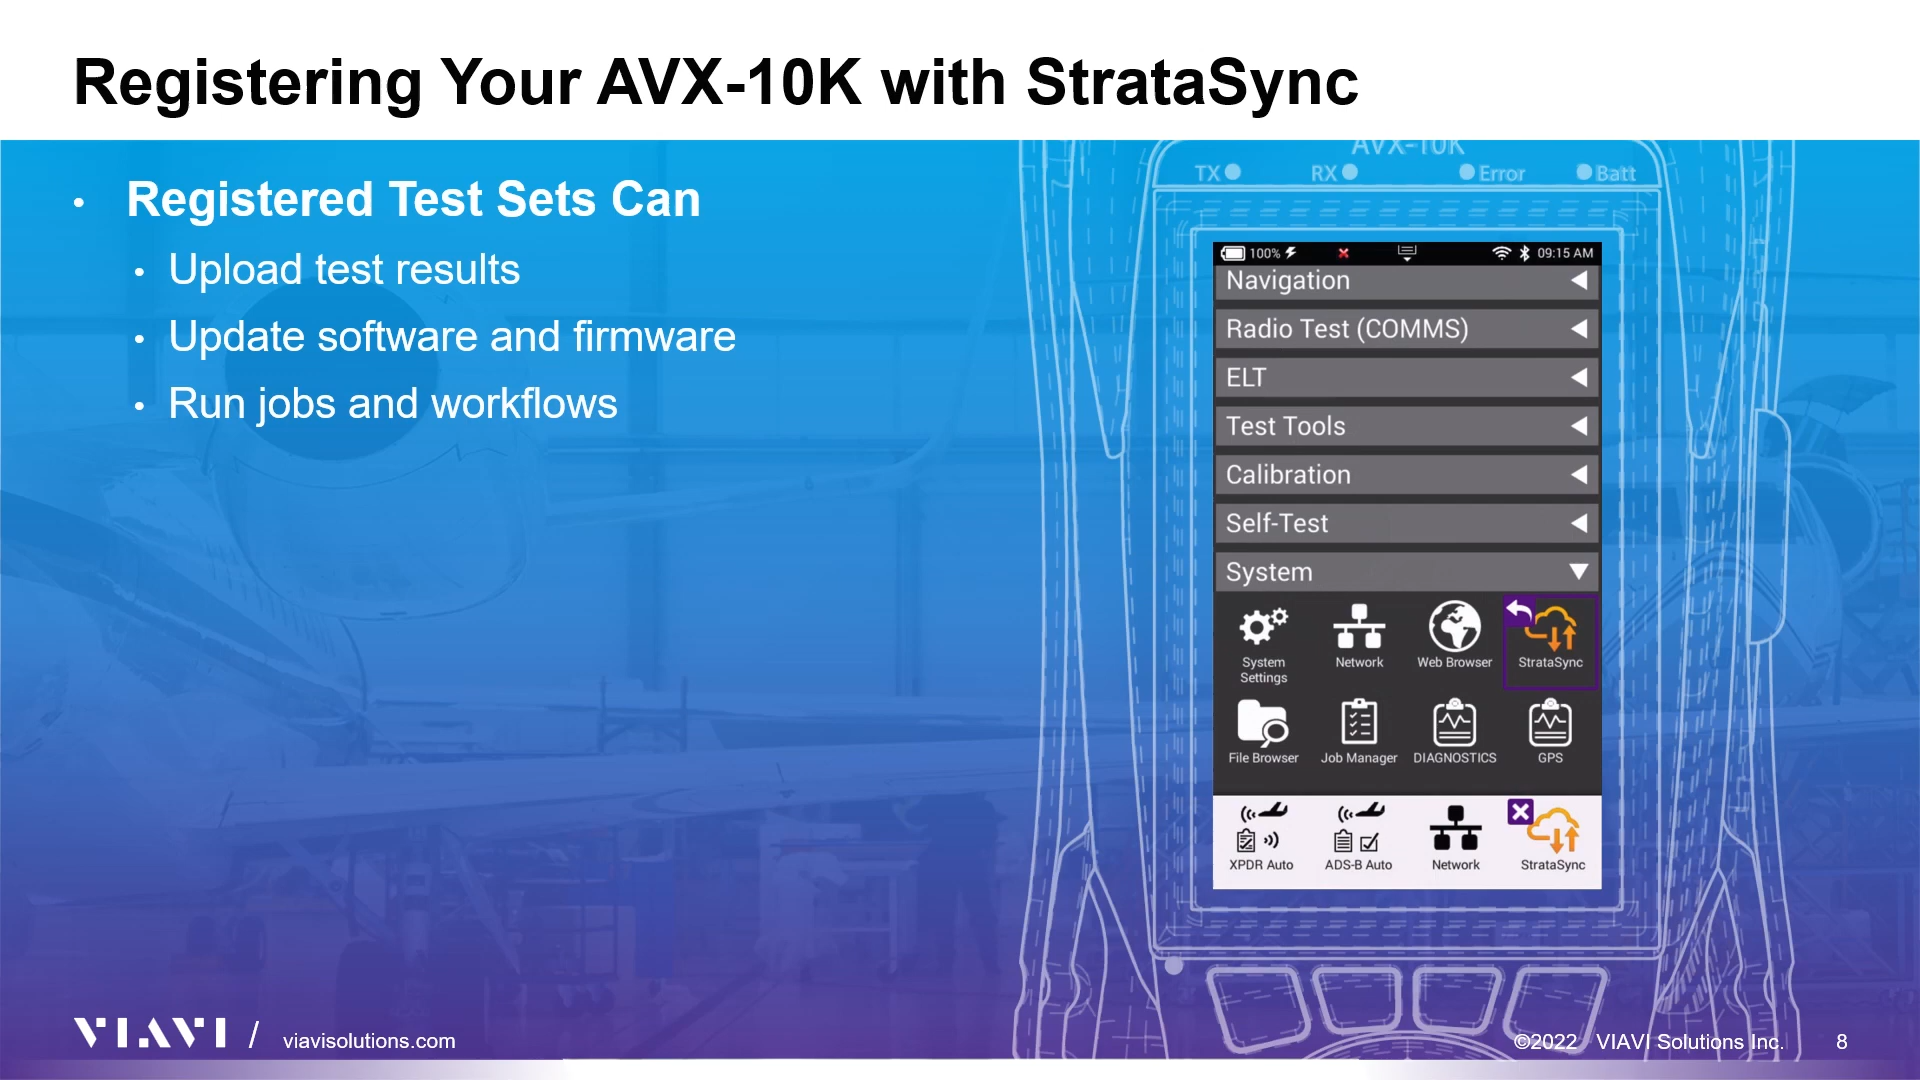 Registering Your AVX-10K with StrataSync
• Registered Test Sets Can
• Upload test results
• Update software and firmware
• Run jobs and workflows
AVX-10K
TX RX Error Batt
100% 09:15 AM
Navigation
Radio Test (COMMS)
ELT
Test Tools
Calibration
Self-Test
System
System Settings
Network
Web Browser
StrataSync
File Browser
Job Manager
DIAGNOSTICS
GPS
XPDR Auto
ADS-B Auto
Network
StrataSync
VIAVI / viavisolutions.com
©2022 VIAVI Solutions Inc. 8